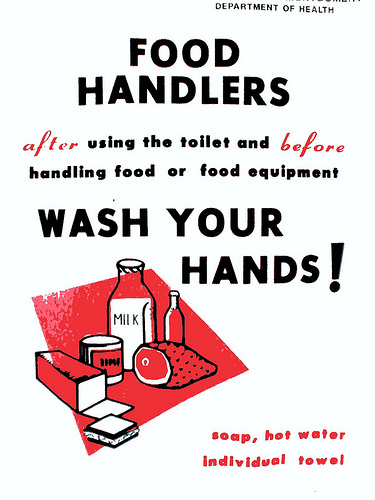 DEPARTMENT OF HEALTH
FOOD
HANDLERS
after using the toilet and before
handling food or food equipment
WASH YOUR
HANDS!
MILK
soap, hot water
individual towel